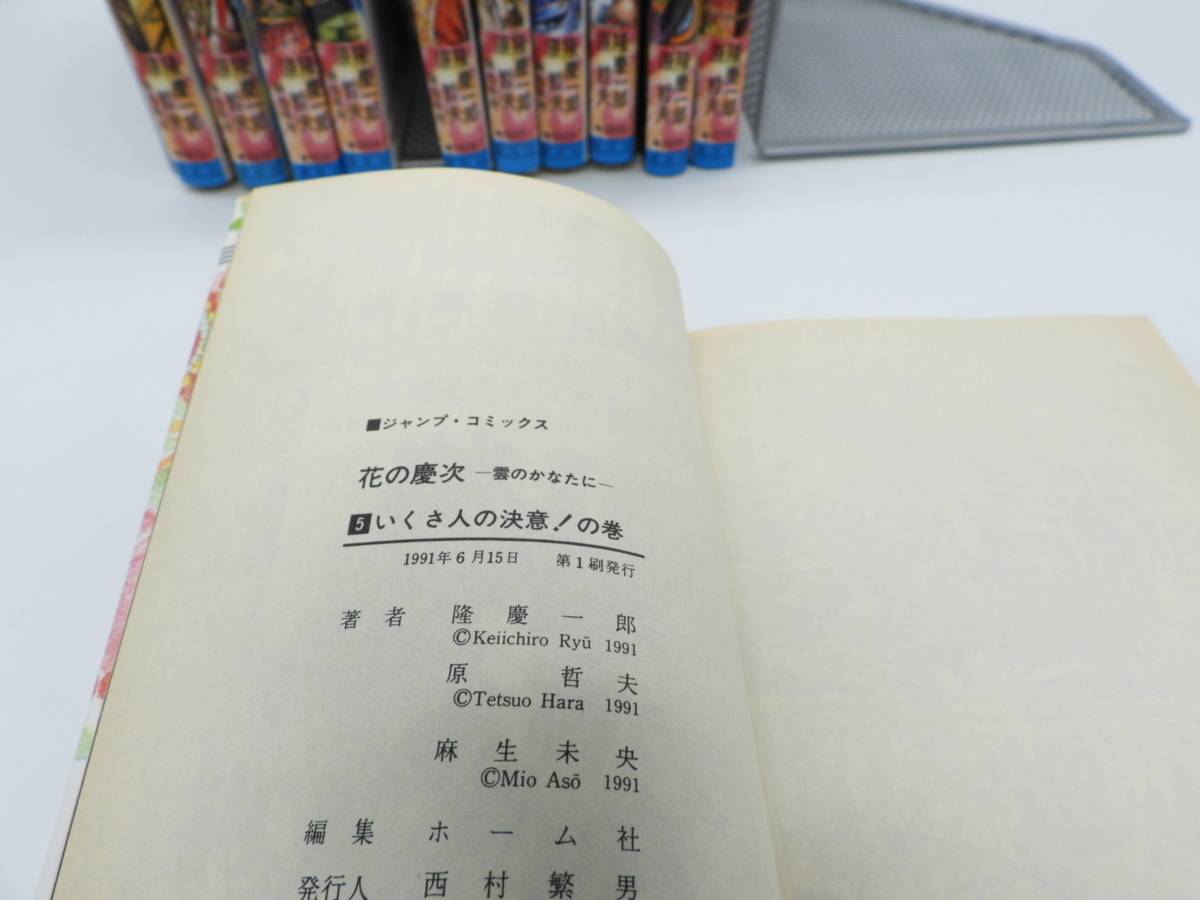 ■ジャンプ・コミックス
花の慶次 —雲のかなたに—
5 いくさ人の決意!の巻
1991年6月15日 第1刷発行
著者 隆慶一郎
©Keiichiro Ryū 1991
原哲夫
©Tetsuo Hara 1991
麻生未央
©Mio Asō 1991
編集 ホーム社
発行人 西村繁男